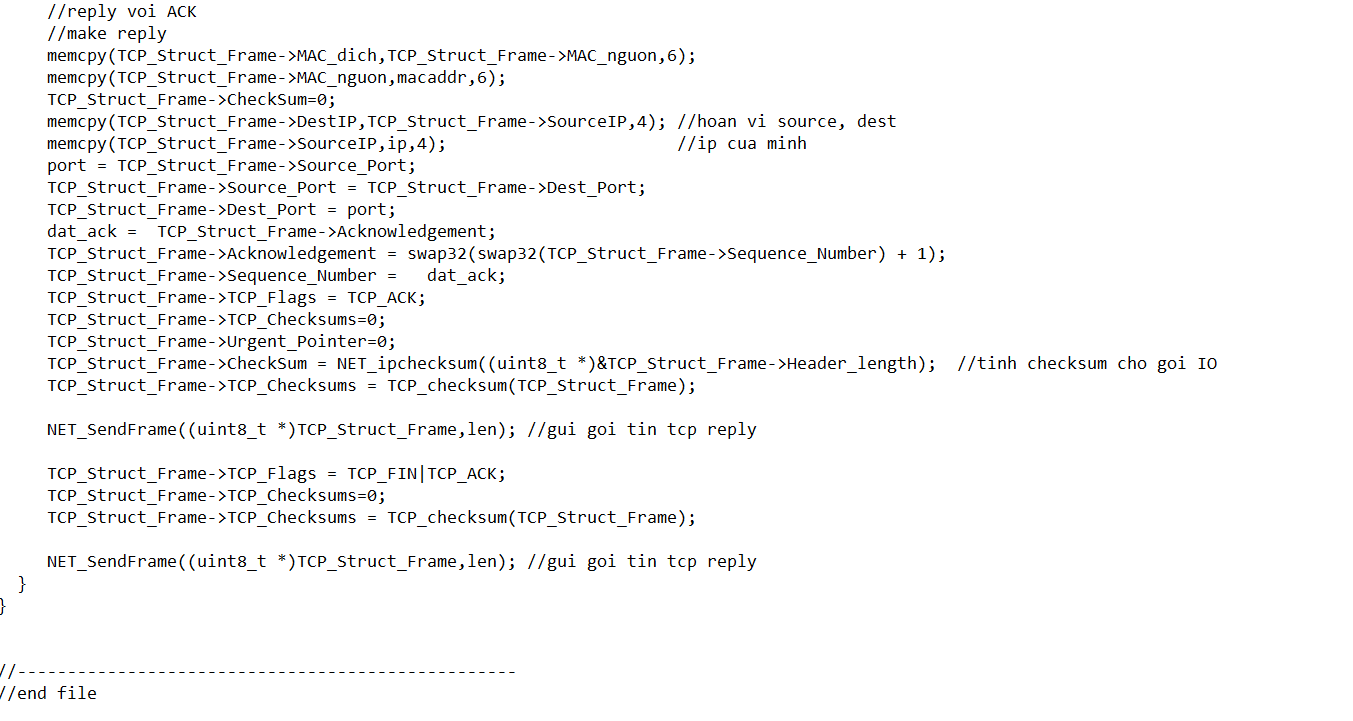 //reply voi ACK
//make reply
memcpy(TCP_Struct_Frame->MAC_dich,TCP_Struct_Frame->MAC_nguon,6);
memcpy(TCP_Struct_Frame->MAC_nguon,macaddr,6);
TCP_Struct_Frame->CheckSum=0;
memcpy(TCP_Struct_Frame->DestIP,TCP_Struct_Frame->SourceIP,4); //hoan vi source, dest
memcpy(TCP_Struct_Frame->SourceIP,ip,4);                       //ip cua minh
port = TCP_Struct_Frame->Source_Port;
TCP_Struct_Frame->Source_Port = TCP_Struct_Frame->Dest_Port;
TCP_Struct_Frame->Dest_Port = port;
dat_ack =  TCP_Struct_Frame->Acknowledgement;
TCP_Struct_Frame->Acknowledgement = swap32(swap32(TCP_Struct_Frame->Sequence_Number) + 1);
TCP_Struct_Frame->Sequence_Number =   dat_ack;
TCP_Struct_Frame->TCP_Flags = TCP_ACK;
TCP_Struct_Frame->TCP_Checksums=0;
TCP_Struct_Frame->Urgent_Pointer=0;
TCP_Struct_Frame->CheckSum = NET_ipchecksum((uint8_t *)&TCP_Struct_Frame->Header_length);  //tinh checksum cho goi IO
TCP_Struct_Frame->TCP_Checksums = TCP_checksum(TCP_Struct_Frame);
NET_SendFrame((uint8_t *)TCP_Struct_Frame,len); //gui goi tin tcp reply
TCP_Struct_Frame->TCP_Flags = TCP_FIN|TCP_ACK;
TCP_Struct_Frame->TCP_Checksums=0;
TCP_Struct_Frame->TCP_Checksums = TCP_checksum(TCP_Struct_Frame);
NET_SendFrame((uint8_t *)TCP_Struct_Frame,len); //gui goi tin tcp reply
}
}
//--------------------------------------------------
//end file